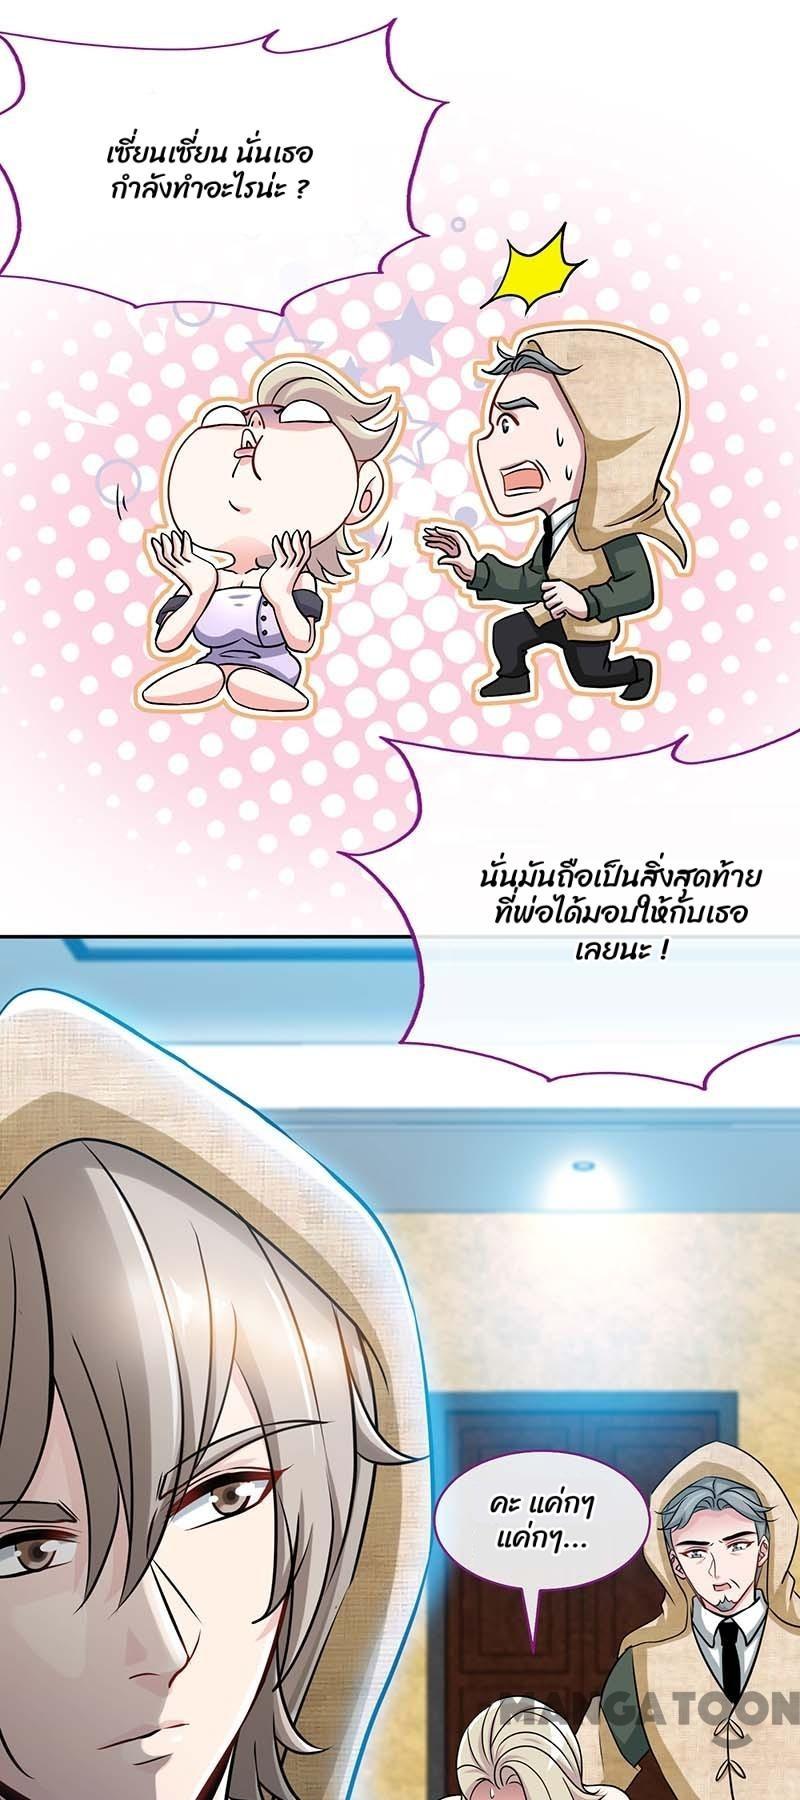 เซี่ยนเซี่ยน นั่นเธอ
กำลังทำอะไรน่ะ ?
นั่นมันถือเป็นสิ่งสุดท้าย
ที่พ่อได้มอบให้กับเธอ
เลยนะ !
คะ แค่กๆ
แค่กๆ...
MANGATOON